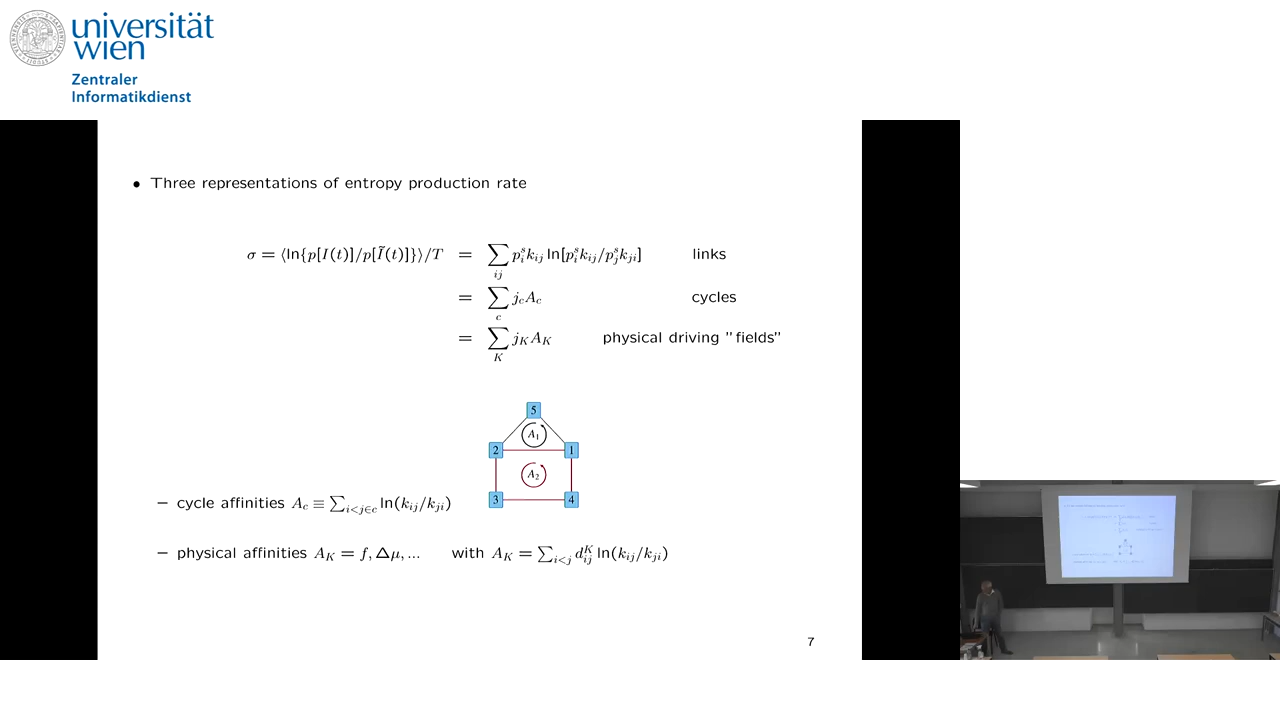 universität
wien
Zentraler
Informatikdienst
• Three representations of entropy production rate
σ = ⟨ln{p[I(t)]/p[Ĩ(t)]}⟩/T = ∑_{ij} p_i^s k_{ij} ln[p_i^s k_{ij}/p_j^s k_{ji}] links
= ∑_c j_c A_c cycles
= ∑_K j_K A_K physical driving "fields"
5
A₁
2 1
A₂
3 4
– cycle affinities A_c ≡ ∑_{i<j∈c} ln(k_{ij}/k_{ji})
– physical affinities A_K = f, Δμ, ... with A_K = ∑_{i<j} d_{ij}^K ln(k_{ij}/k_{ji})
7